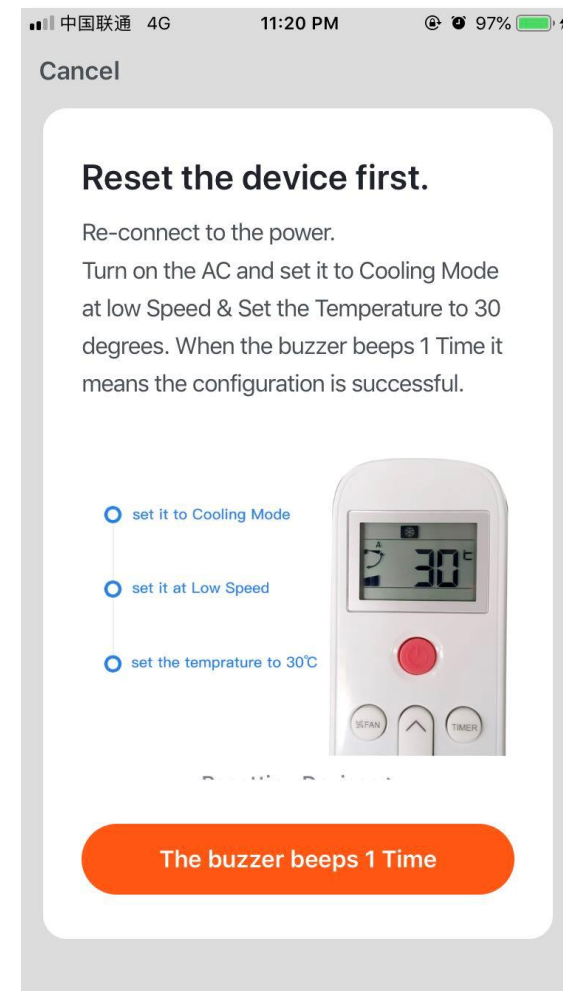 中国联通 4G 11:20 PM 97%
Cancel
Reset the device first.
Re-connect to the power.
Turn on the AC and set it to Cooling Mode
at low Speed & Set the Temperature to 30
degrees. When the buzzer beeps 1 Time it
means the configuration is successful.
set it to Cooling Mode
set it at Low Speed
set the temprature to 30℃
A
30℃
FAN
TIMER
The buzzer beeps 1 Time